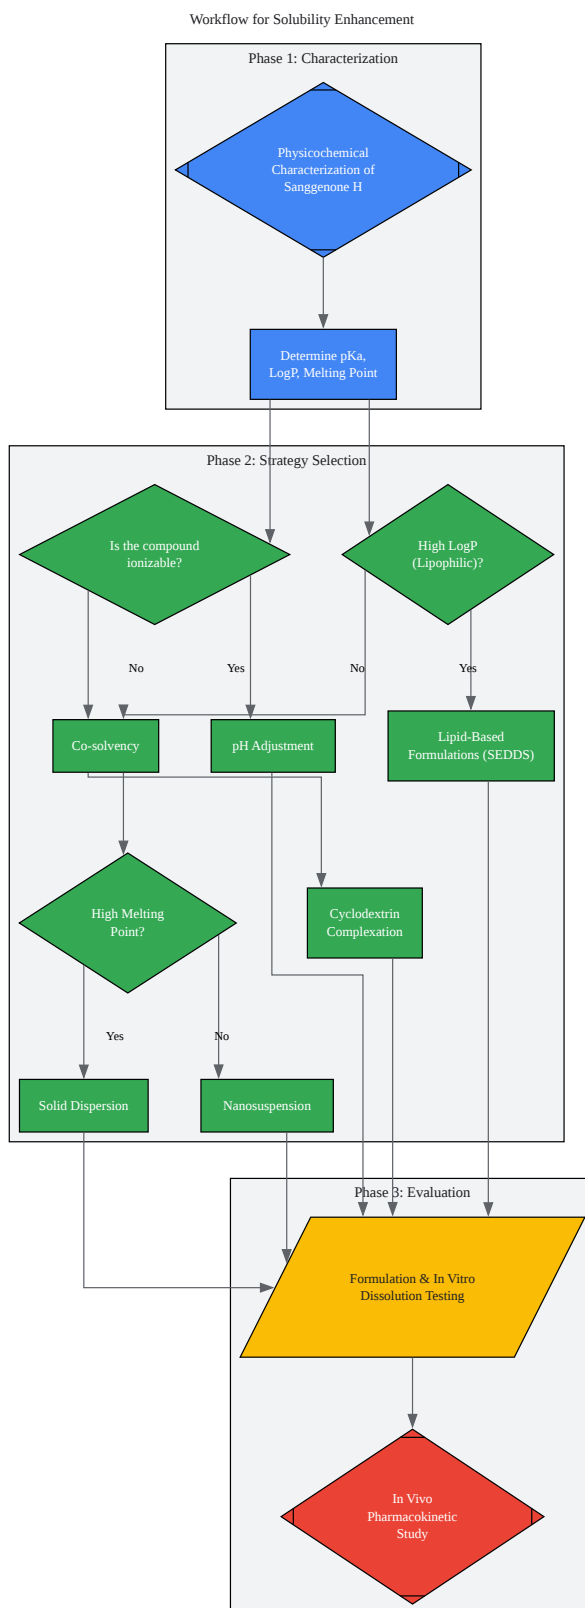 Workflow for Solubility Enhancement
Phase 1: Characterization
Physicochemical
Characterization of
Sanggenone H
Determine pKa,
LogP, Melting Point
Phase 2: Strategy Selection
Is the compound
ionizable?
High LogP
(Lipophilic)?
No
Yes
No
Yes
Co-solvency
pH Adjustment
Lipid-Based
Formulations (SEDDS)
High Melting
Point?
Cyclodextrin
Complexation
Yes
No
Solid Dispersion
Nanosuspension
Phase 3: Evaluation
Formulation & In Vitro
Dissolution Testing
In Vivo
Pharmacokinetic
Study